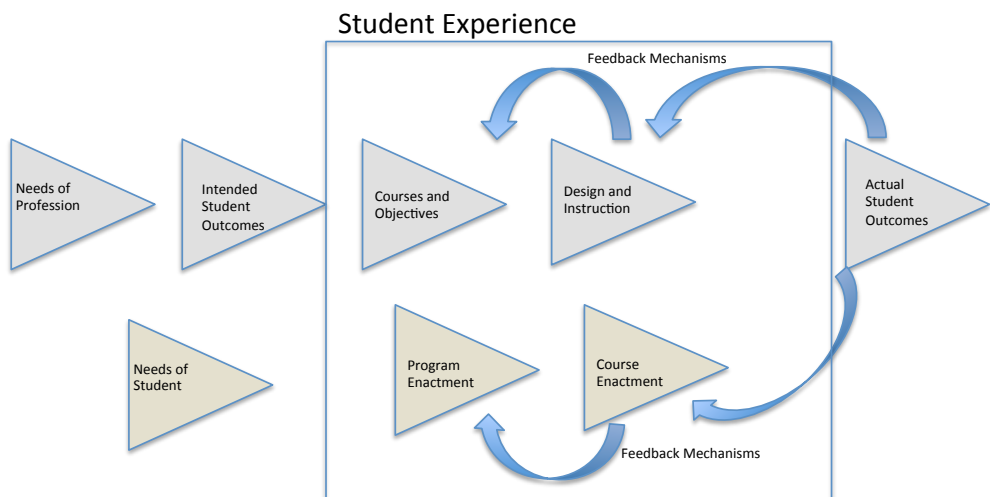 Student Experience
Feedback Mechanisms
Needs of
Profession
Intended
Student
Outcomes
Courses and
Objectives
Design and
Instruction
Actual
Student
Outcomes
Needs of
Student
Program
Enactment
Course
Enactment
Feedback Mechanisms